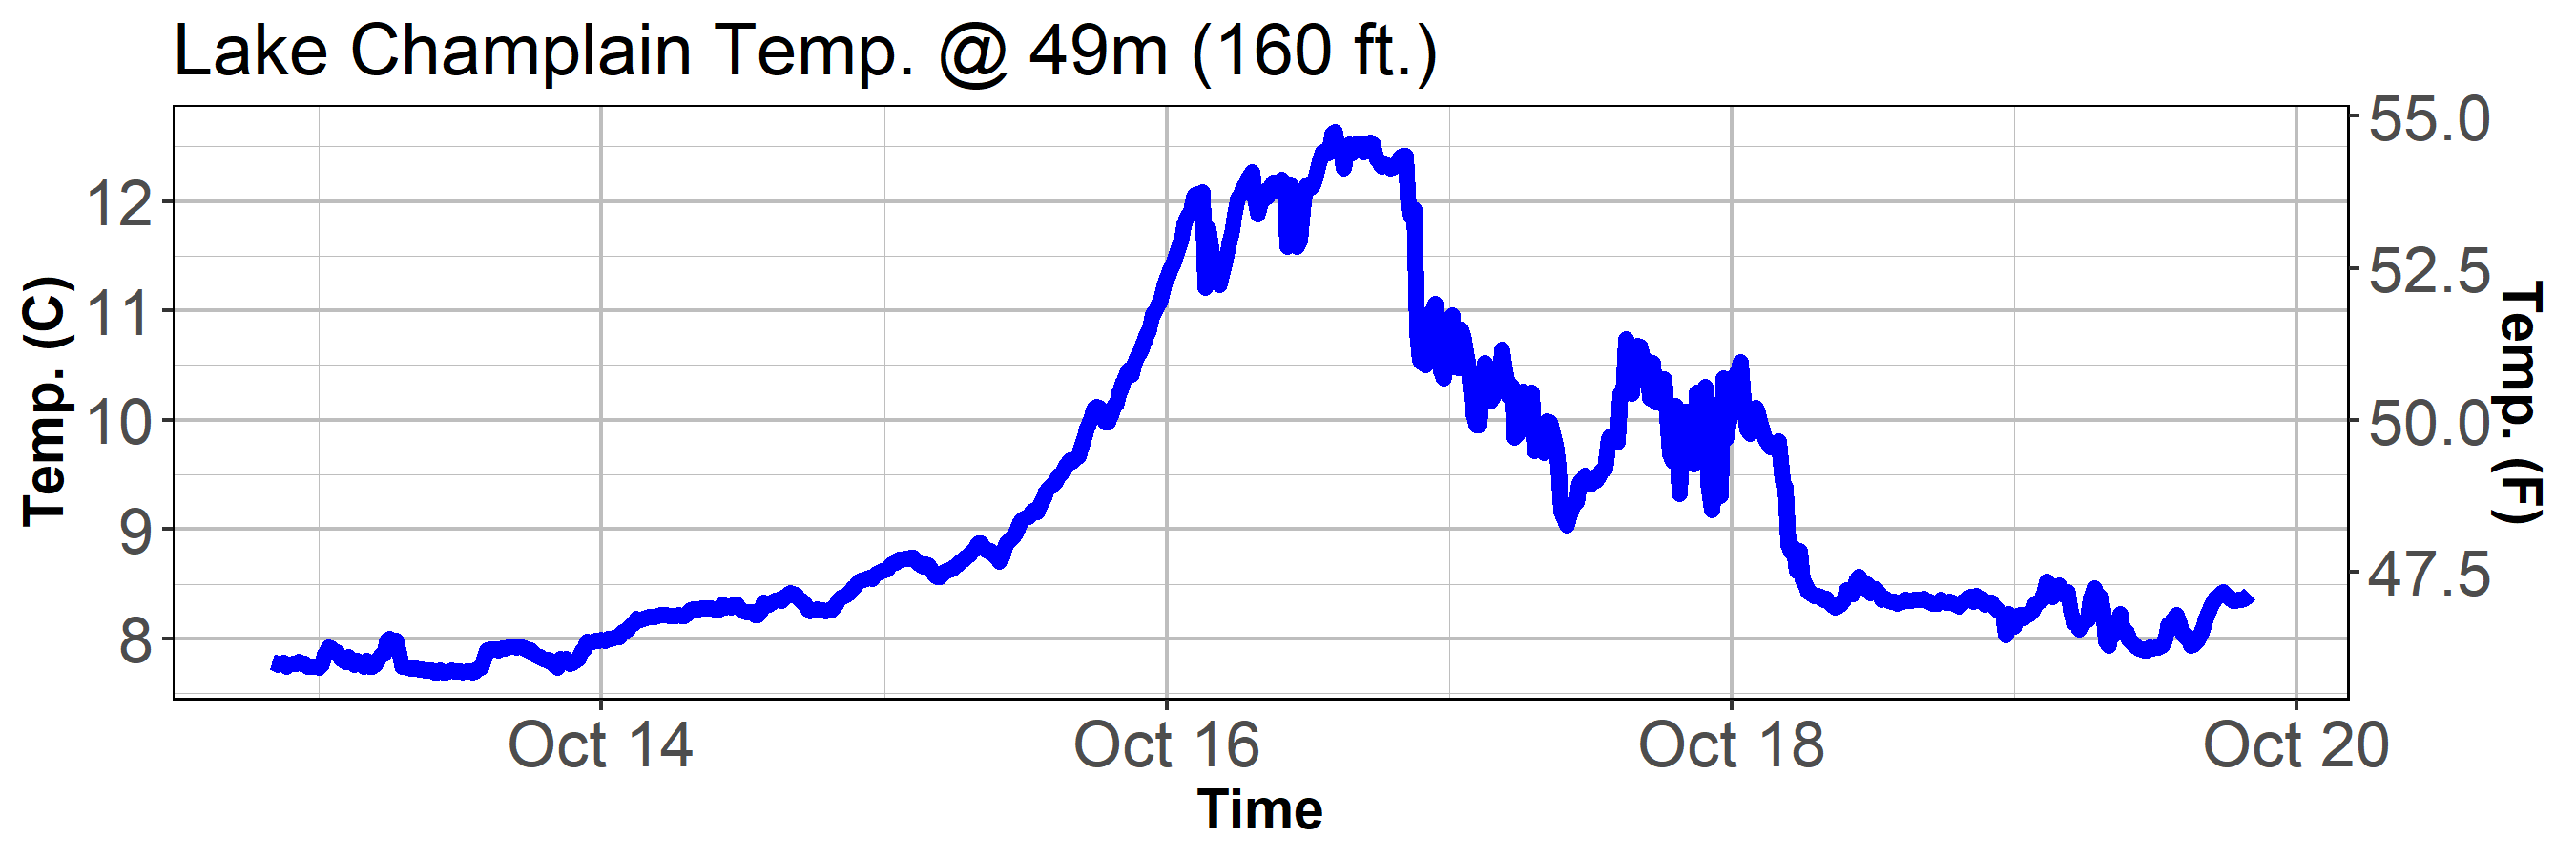 Lake Champlain Temp. @ 49m (160 ft.)
Temp. (C)
12
11
10
9
8
55.0
52.5
50.0
47.5
Temp. (F)
Oct 14 Oct 16 Oct 18 Oct 20
Time